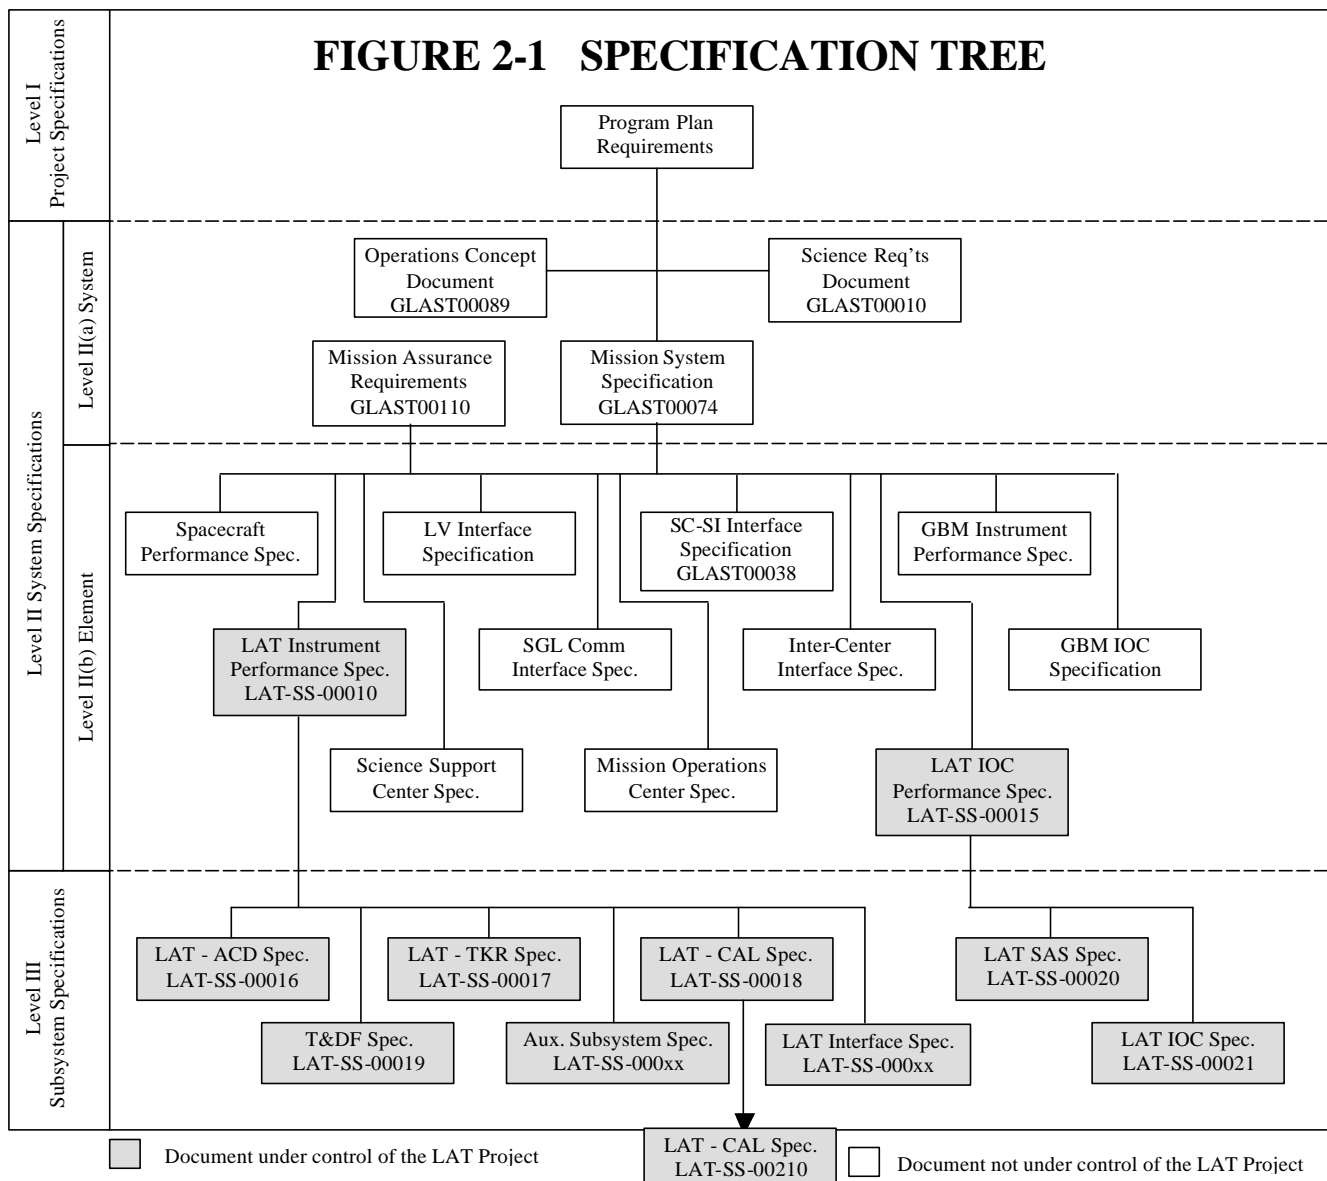 FIGURE 2-1 SPECIFICATION TREE
Level I
Project Specifications
Program Plan
Requirements
Level II System Specifications
Level II(a) System
Operations Concept
Document
GLAST00089
Science Req'ts
Document
GLAST00010
Mission Assurance
Requirements
GLAST00110
Mission System
Specification
GLAST00074
Level II(b) Element
Spacecraft
Performance Spec.
LV Interface
Specification
SC-SI Interface
Specification
GLAST00038
GBM Instrument
Performance Spec.
LAT Instrument
Performance Spec.
LAT-SS-00010
SGL Comm
Interface Spec.
Inter-Center
Interface Spec.
GBM IOC
Specification
Science Support
Center Spec.
Mission Operations
Center Spec.
LAT IOC
Performance Spec.
LAT-SS-00015
Level III
Subsystem Specifications
LAT - ACD Spec.
LAT-SS-00016
LAT - TKR Spec.
LAT-SS-00017
LAT - CAL Spec.
LAT-SS-00018
LAT SAS Spec.
LAT-SS-00020
T&DF Spec.
LAT-SS-00019
Aux. Subsystem Spec.
LAT-SS-000xx
LAT Interface Spec.
LAT-SS-000xx
LAT IOC Spec.
LAT-SS-00021
LAT - CAL Spec.
LAT-SS-00210
Document under control of the LAT Project
Document not under control of the LAT Project